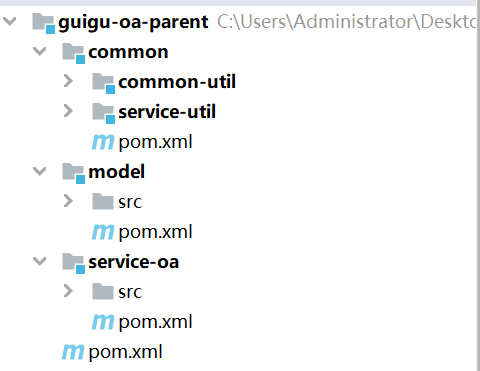 guigu-oa-parent C:\Users\Administrator\Deskto
common
common-util
service-util
pom.xml
model
src
pom.xml
service-oa
src
pom.xml
pom.xml